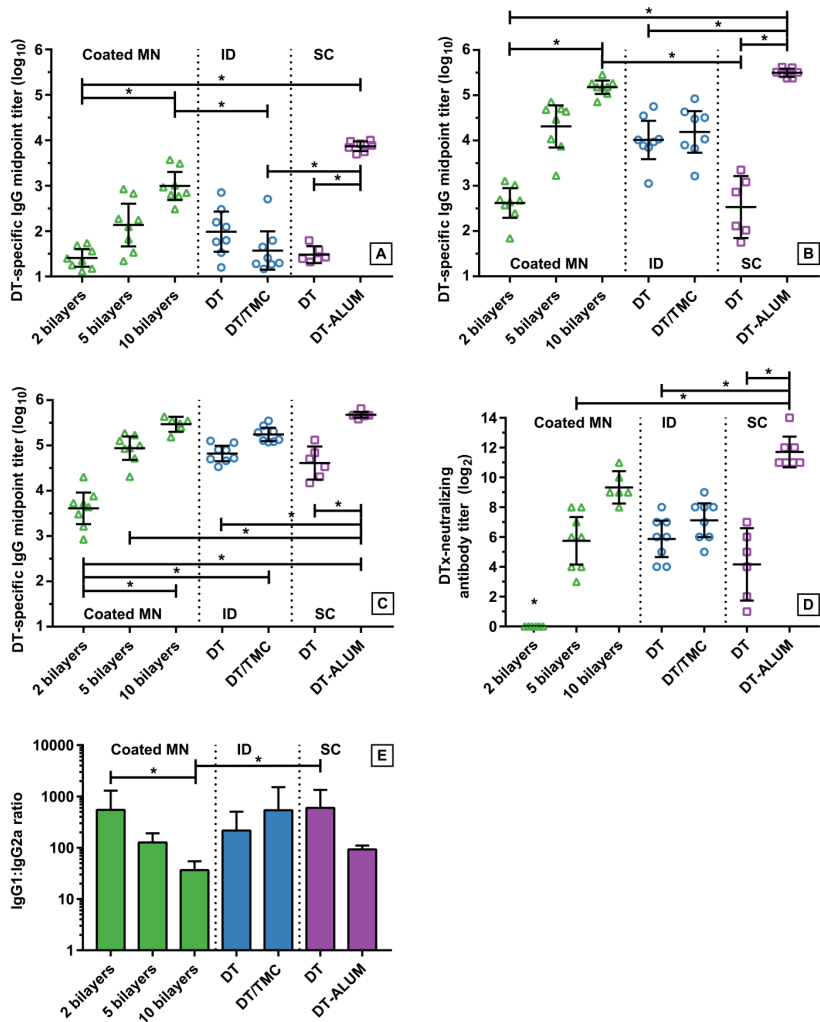 A
Coated MN ID SC
DT-specific IgG midpoint titer (log10)
6
5
4
3
2
1
* * * * *
2 bilayers 5 bilayers 10 bilayers DT DT/TMC DT DT-ALUM
B
DT-specific IgG midpoint titer (log10)
6
5
4
3
2
1
* * * * *
Coated MN ID SC
2 bilayers 5 bilayers 10 bilayers DT DT/TMC DT DT-ALUM
C
DT-specific IgG midpoint titer (log10)
6
5
4
3
2
1
* * * * * *
Coated MN ID SC
2 bilayers 5 bilayers 10 bilayers DT DT/TMC DT DT-ALUM
D
Coated MN ID SC
DTx-neutralizing
antibody titer (log2)
14
12
10
8
6
4
2
0
* * * *
2 bilayers 5 bilayers 10 bilayers DT DT/TMC DT DT-ALUM
E
Coated MN ID SC
IgG1:IgG2a ratio
10000
1000
100
10
1
* *
2 bilayers 5 bilayers 10 bilayers DT DT/TMC DT DT-ALUM